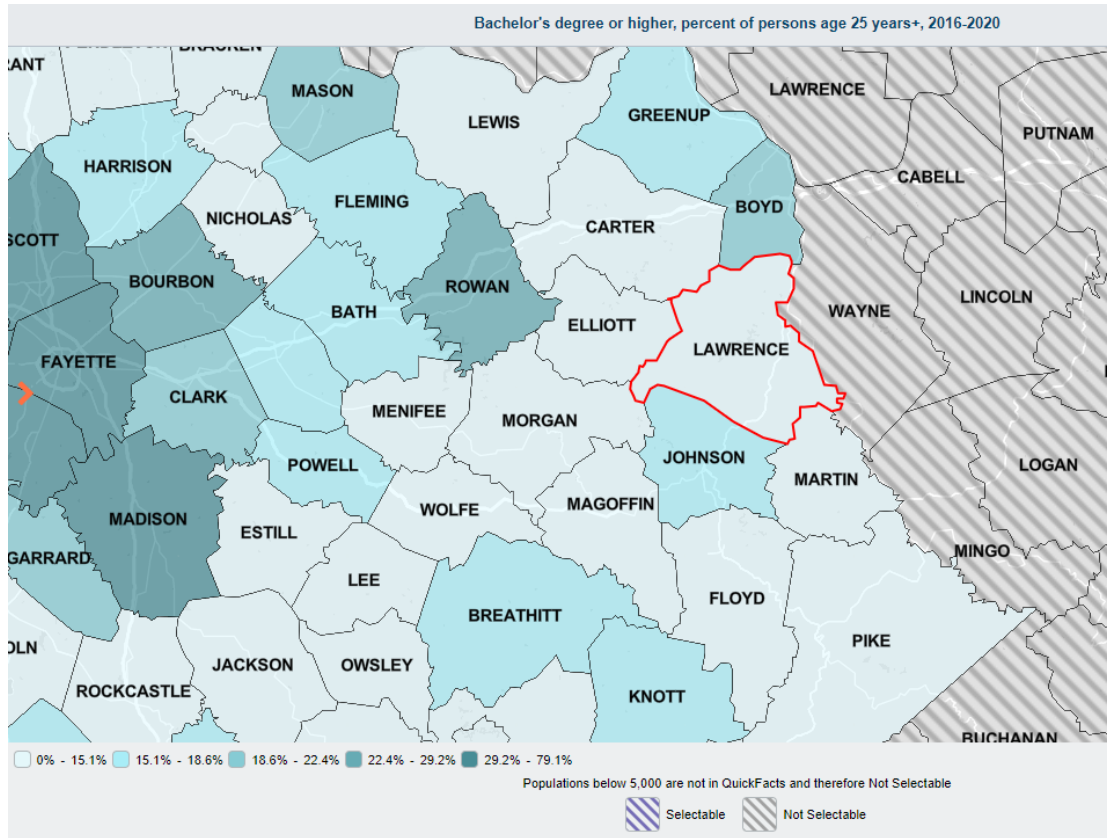 Bachelor's degree or higher, percent of persons age 25 years+, 2016-2020
BRACKEN
RANT
MASON
LAWRENCE
LEWIS
GREENUP
PUTNAM
HARRISON
CABELL
FLEMING
BOYD
NICHOLAS
CARTER
SCOTT
BOURBON
ROWAN
LINCOLN
BATH
WAYNE
ELLIOTT
LAWRENCE
FAYETTE
CLARK
MENIFEE
MORGAN
JOHNSON
POWELL
LOGAN
MARTIN
MAGOFFIN
WOLFE
MADISON
ESTILL
MINGO
GARRARD
LEE
FLOYD
BREATHITT
PIKE
OLN
JACKSON
OWSLEY
ROCKCASTLE
KNOTT
BUCHANAN
0% - 15.1% 15.1% - 18.6% 18.6% - 22.4% 22.4% - 29.2% 29.2% - 79.1%
Populations below 5,000 are not in QuickFacts and therefore Not Selectable
Selectable Not Selectable